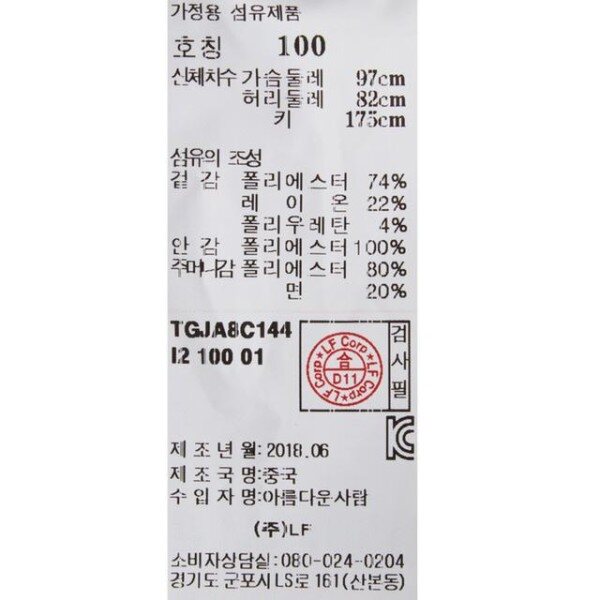 가정용 섬유제품
호칭 100
신체치수 가슴둘레 97cm
허리둘레 82cm
키 175cm
섬유의 조성
겉감 폴리에스터 74%
레이온 22%
폴리우레탄 4%
안감 폴리에스터 100%
주머니감 폴리에스터 80%
면 20%
TGJA8C144
I2 100 01
LF Corp ★ LF Corp ★ LF Corp ★
合
D11
검사필
KC
제조년월: 2018.06
제조국명: 중국
수입자명: 아름다운사람
(주)LF
소비자상담실: 080-024-0204
경기도 군포시 LS로 161(산본동)